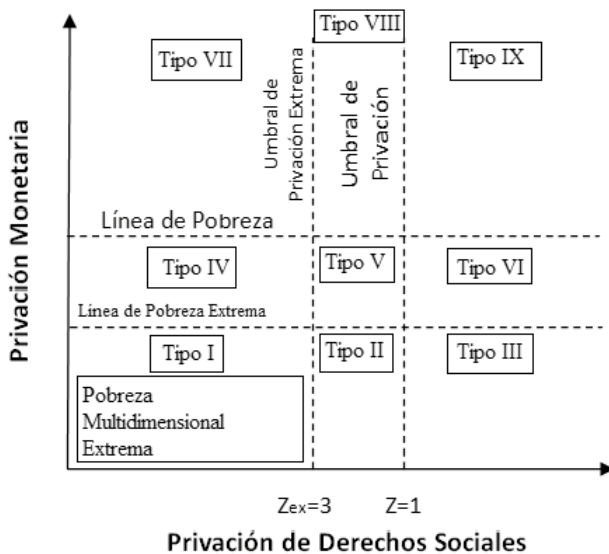 Tipo VII
Tipo VIII
Tipo IX
Umbral de
Privación Extrema
Umbral de
Privación
Privación Monetaria
Línea de Pobreza
Tipo IV
Tipo V
Tipo VI
Línea de Pobreza Extrema
Tipo I
Tipo II
Tipo III
Pobreza
Multidimensional
Extrema
Zex=3
Z=1
Privación de Derechos Sociales